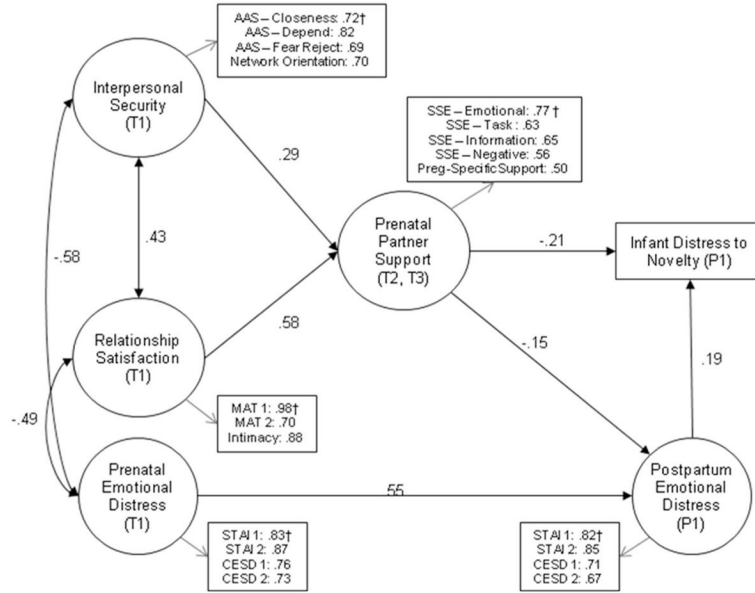 AAS – Closeness: .72†
AAS – Depend: .82
AAS – Fear Reject: .69
Network Orientation: .70
Interpersonal
Security
(T1)
SSE – Emotional: .77 †
SSE – Task : .63
SSE – Information: .65
SSE – Negative: .56
Preg-SpecificSupport: .50
.29
Prenatal
Partner
Support
(T2, T3)
-.21
Infant Distress to
Novelty (P1)
.43
-.58
.58
-.15
.19
Relationship
Satisfaction
(T1)
-.49
MAT 1: .98†
MAT 2: .70
Intimacy: .88
Prenatal
Emotional
Distress
(T1)
.55
Postpartum
Emotional
Distress
(P1)
STAI 1: .83†
STAI 2: .87
CESD 1: .76
CESD 2: .73
STAI 1: .82†
STAI 2: .85
CESD 1: .71
CESD 2: .67